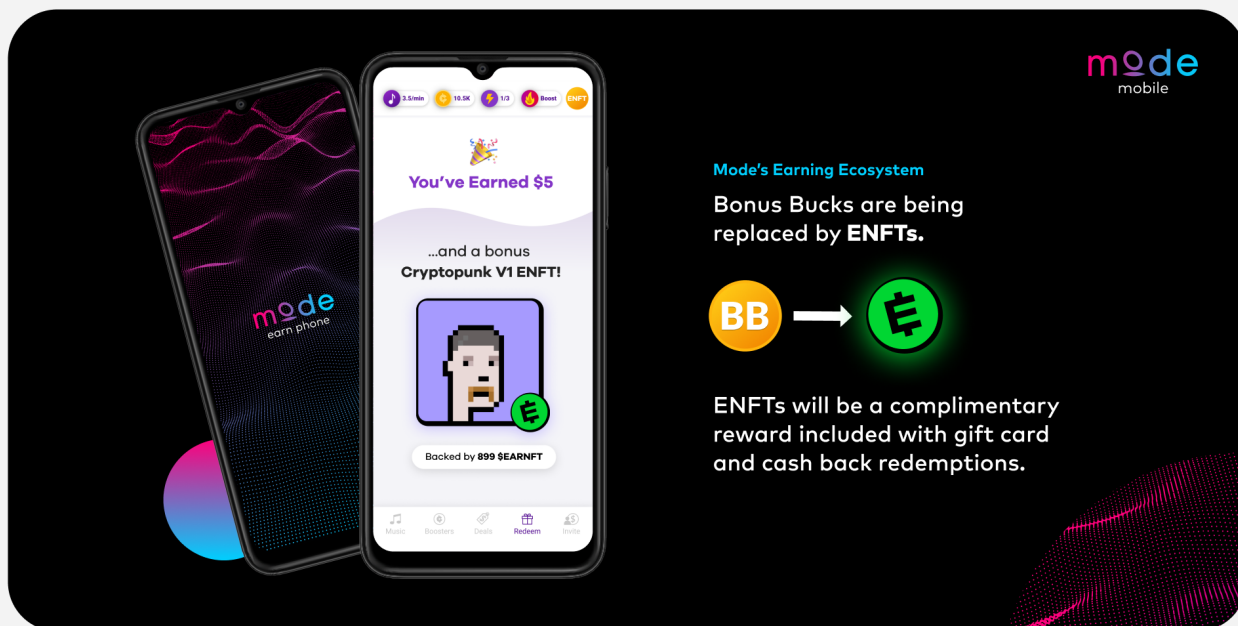 mode
mobile
mode
earn phone
3.5/min
C
10.5K
1/3
Boost
ENFT
You've Earned $5
...and a bonus
Cryptopunk V1 ENFT!
Backed by 899 $EARNFT
Music
Boosters
Deals
Redeem
Invite
Mode's Earning Ecosystem
Bonus Bucks are being
replaced by ENFTs.
BB
ENFTs will be a complimentary
reward included with gift card
and cash back redemptions.